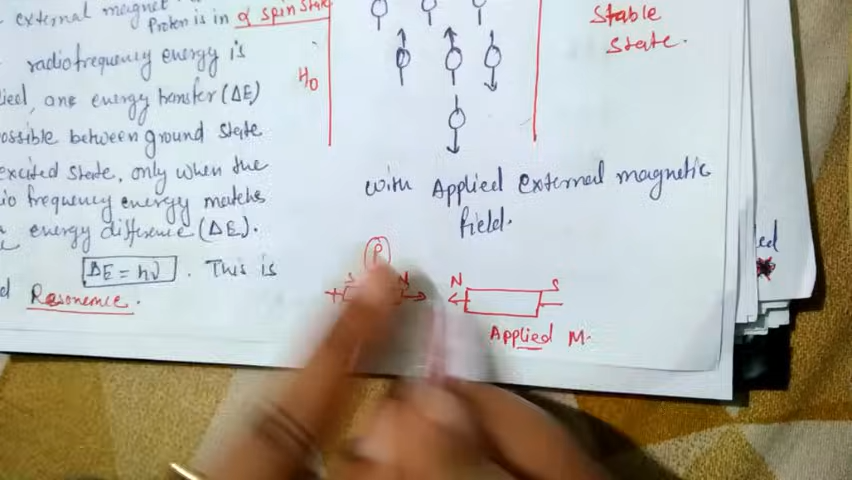 external magnet
Proton is in α spin state
radiofrequency energy is
one energy transfer (ΔE)
possible between ground state
excited state, only when the
frequency energy matches
energy difference (ΔE).
ΔE = hν . This is
Resonance.
H₀
Stable
State.
with Applied external magnetic
field.
P
S N
N S
Applied M.